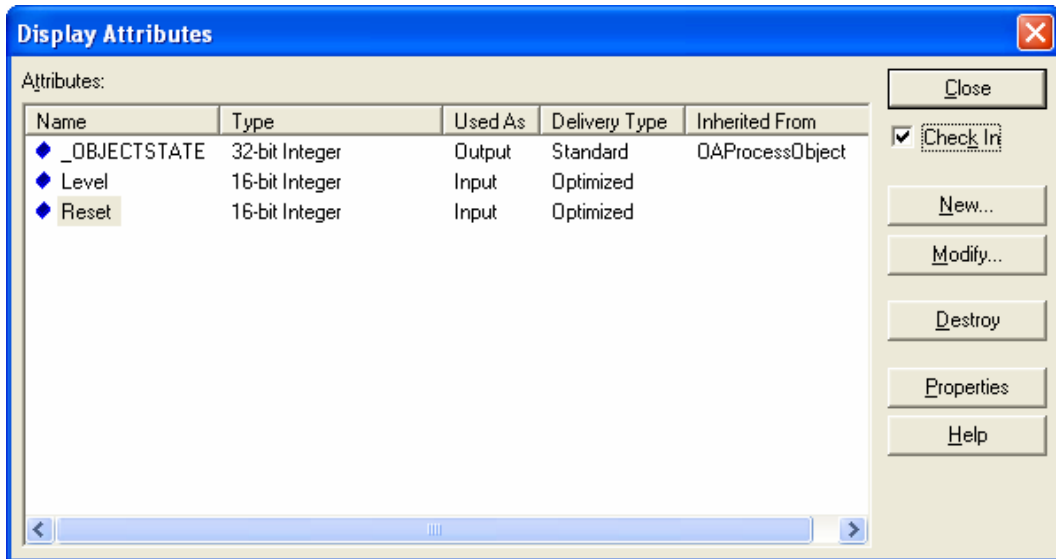 Display Attributes
Attributes:
Close
Name Type Used As Delivery Type Inherited From
Check In
_OBJECTSTATE 32-bit Integer Output Standard OAProcessObject
Level 16-bit Integer Input Optimized
Reset 16-bit Integer Input Optimized
New...
Modify...
Destroy
Properties
Help